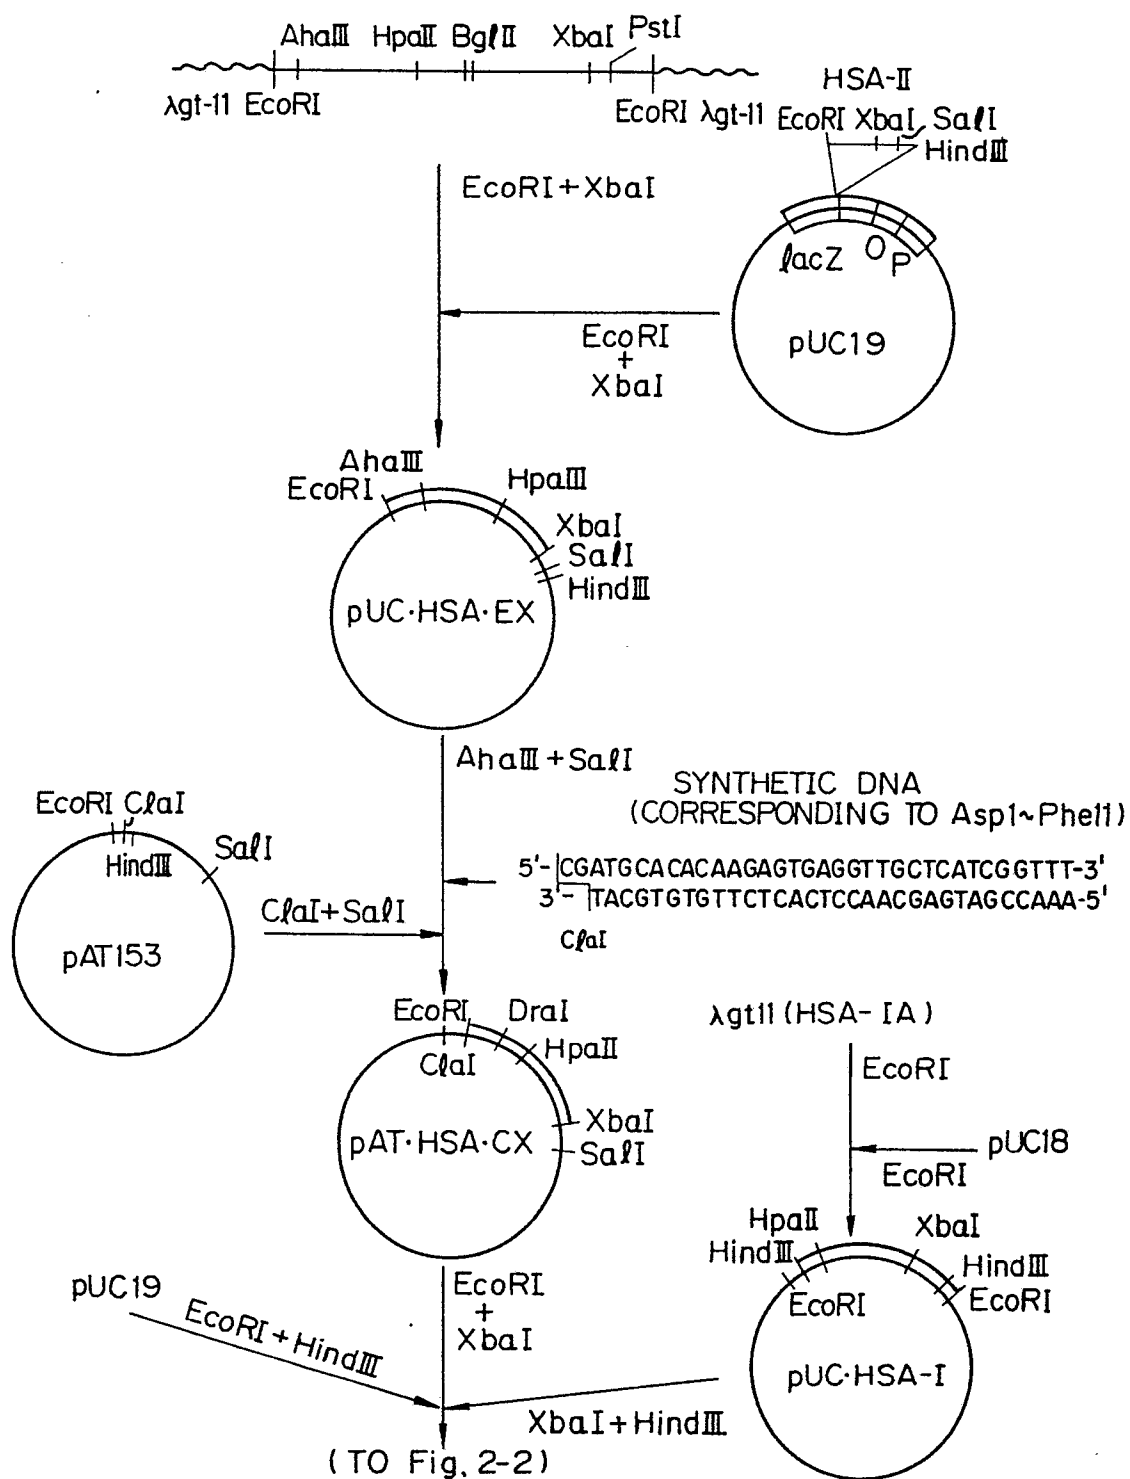 AhaIII HpaII BglII XbaI PstI
λgt-11 EcoRI
EcoRI λgt-11
HSA-II
EcoRI XbaI SalI
HindIII
EcoRI+XbaI
lacZ O P
pUC19
EcoRI
+
XbaI
AhaIII
EcoRI
HpaIII
XbaI
SalI
HindIII
pUC·HSA·EX
AhaIII+SalI
SYNTHETIC DNA
(CORRESPONDING TO Asp1~Phe11)
5'-CGATGCACACAAGAGTGAGGTTGCTCATCGGTTT-3'
3'-TACGTGTGTTCTCACTCCAACGAGTAGCCAAA-5'
ClaI
EcoRI ClaI
HindIII
SalI
pAT153
ClaI+SalI
EcoRI DraI
ClaI
HpaII
XbaI
SalI
pAT·HSA·CX
λgt11(HSA-IA)
EcoRI
pUC18
EcoRI
HpaII
HindIII
XbaI
HindIII
EcoRI
EcoRI
pUC·HSA-I
pUC19
EcoRI+HindIII
EcoRI
+
XbaI
XbaI+HindIII
(TO Fig, 2-2)